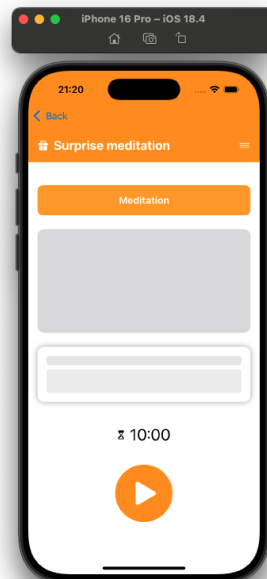 iPhone 16 Pro – iOS 18.4
21:20
Back
Surprise meditation
Meditation
10:00